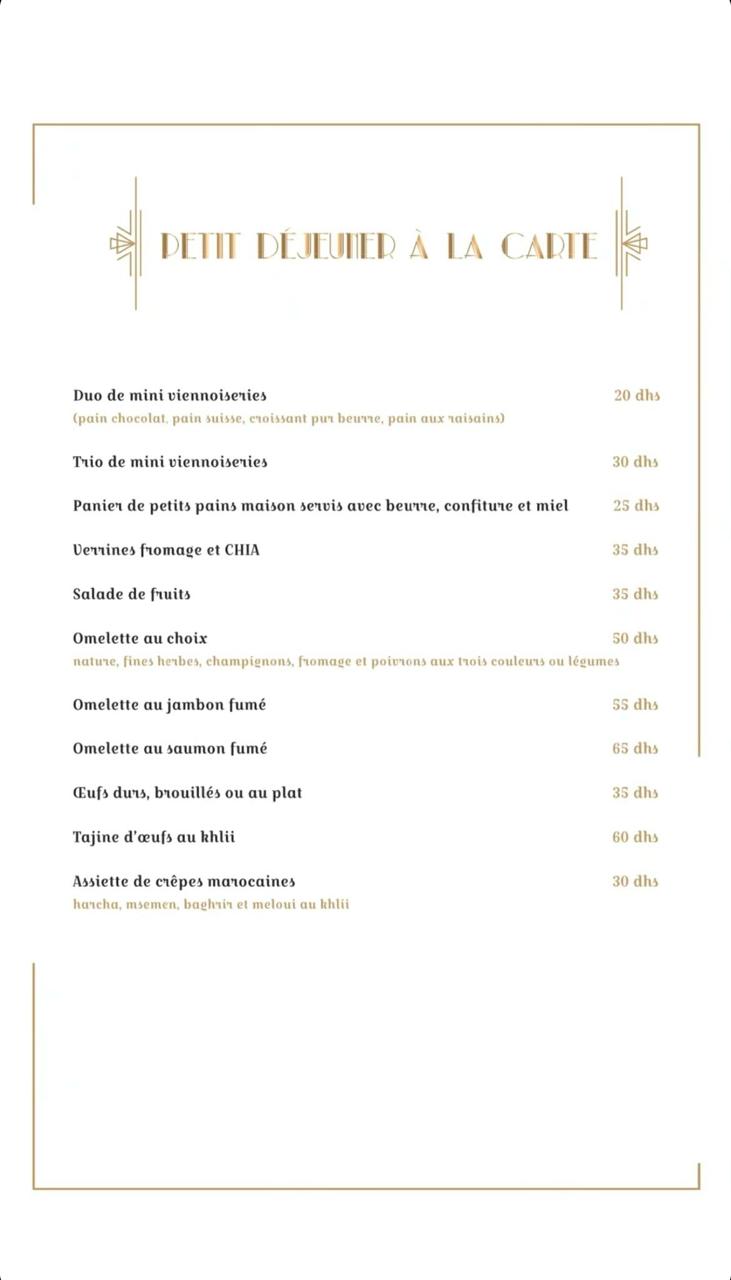 PETIT DÉJEUNER À LA CARTE
Duo de mini viennoiseries 20 dhs
(pain chocolat, pain suisse, croissant pur beurre, pain aux raisains)
Trio de mini viennoiseries 30 dhs
Panier de petits pains maison servis avec beurre, confiture et miel 25 dhs
Verrines fromage et CHIA 35 dhs
Salade de fruits 35 dhs
Omelette au choix 50 dhs
nature, fines herbes, champignons, fromage et poivrons aux trois couleurs ou légumes
Omelette au jambon fumé 55 dhs
Omelette au saumon fumé 65 dhs
Œufs durs, brouillés ou au plat 35 dhs
Tajine d'œufs au khlii 60 dhs
Assiette de crêpes marocaines 30 dhs
harcha, msemen, baghrir et meloui au khlii